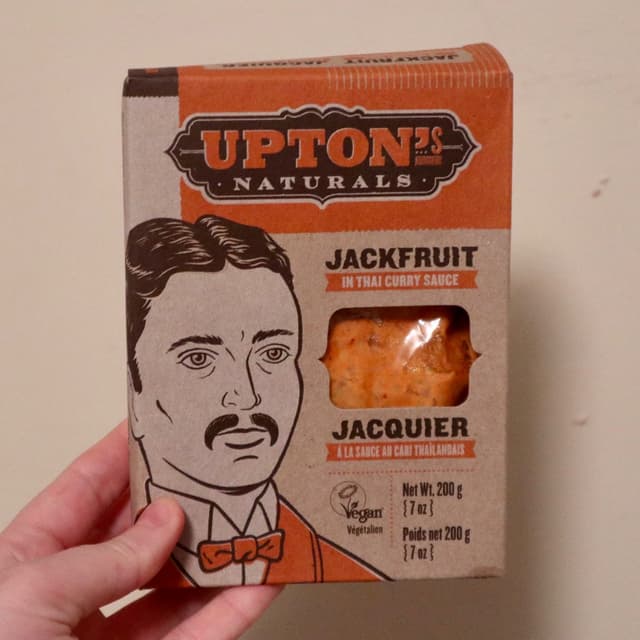 JACQUIER JACKFRUIT
UPTON'S
NATURALS
JACKFRUIT
IN THAI CURRY SAUCE
JACQUIER
À LA SAUCE AU CARI THAÏLANDAIS
Vegan
Végétalien
Net Wt. 200 g
{7 oz}
Poids net 200 g
{7 oz}